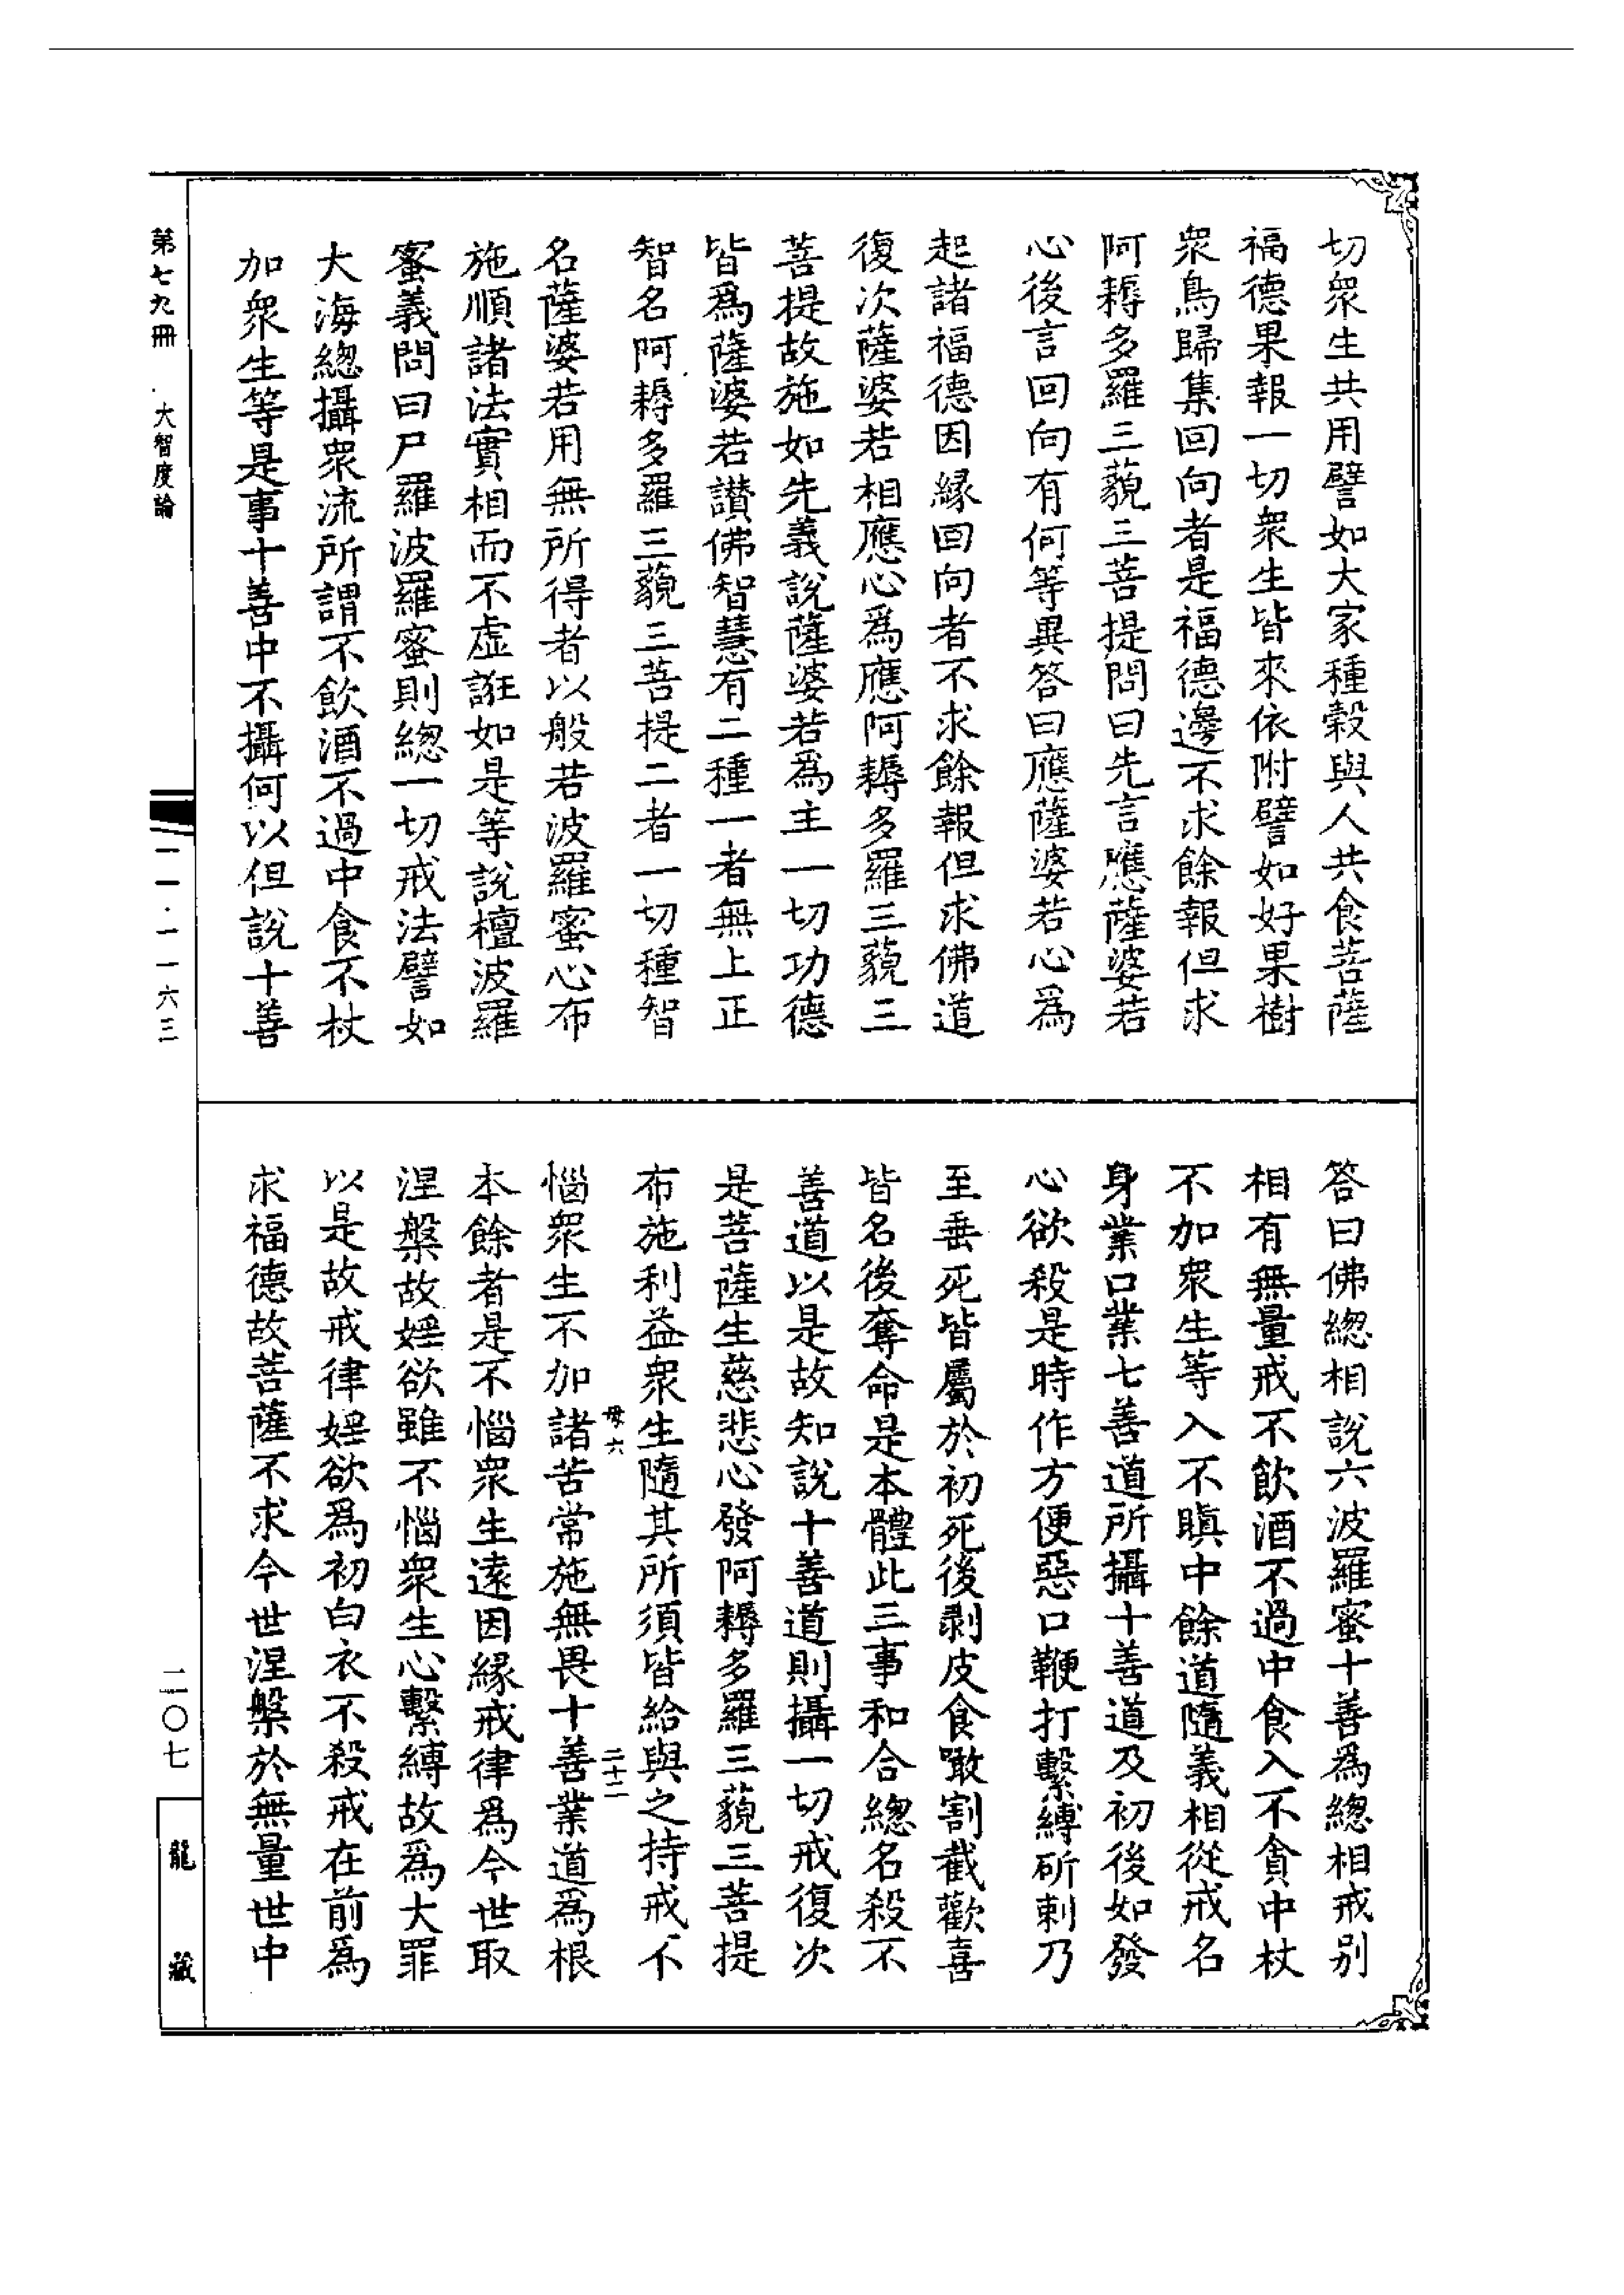 切衆生共用譬如大家種穀與人共食菩薩
福德果報一切衆生皆來依附譬如好果樹
衆鳥歸集回向者是福德邊不求餘報但求
阿耨多羅三藐三菩提問曰先言應薩婆若
心後言回向有何等異答曰應薩婆若心爲
起諸福德因緣回向者不求餘報但求佛道
復次薩婆若相應心爲應阿耨多羅三藐三
菩提故施如先義說薩婆若爲主一切功德
皆爲薩婆若讃佛智慧有二種一者無上正
智名阿耨多羅三藐三菩提二者一切種智
名薩婆若用無所得者以般若波羅蜜心布
施順諸法實相而不虛誑如是等說檀波羅
蜜義問曰尸羅波羅蜜則總一切戒法譬如
大海總攝衆流所謂不飲酒不過中食不杖
加衆生等是事十善中不攝何以但說十善
答曰佛總相說六波羅蜜十善爲總相戒别
相有無量戒不飲酒不過中食入不貪中杖
不加衆生等入不瞋中餘道隨義相從戒名
身業口業七善道所攝十善道及初後如發
心欲殺是時作方便惡口鞭打繫縛斫刺乃
至垂死皆屬於初死後剥皮食噉割截歡喜
皆名後奪命是本體此三事和合總名殺不
善道以是故知說十善道則攝一切戒復次
是菩薩生慈悲心發阿耨多羅三藐三菩提
布施利益衆生隨其所須皆給與之持戒不
母六
二十二
惱衆生不加諸苦常施無畏十善業道爲根
本餘者是不惱衆生遠因緣戒律爲今世取
涅槃故婬欲雖不惱衆生心繫縛故爲大罪
以是故戒律婬欲爲初白衣不殺戒在前爲
求福德故菩薩不求今世涅槃於無量世中
第七九冊　大智度論
一一·一一六三
二〇七
龍藏